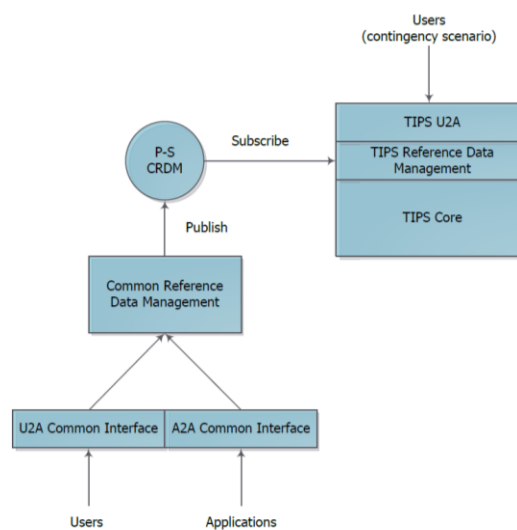 Users
(contingency scenario)
TIPS U2A
TIPS Reference Data
Management
TIPS Core
P-S
CRDM
Subscribe
Publish
Common Reference
Data Management
U2A Common Interface
A2A Common Interface
Users
Applications